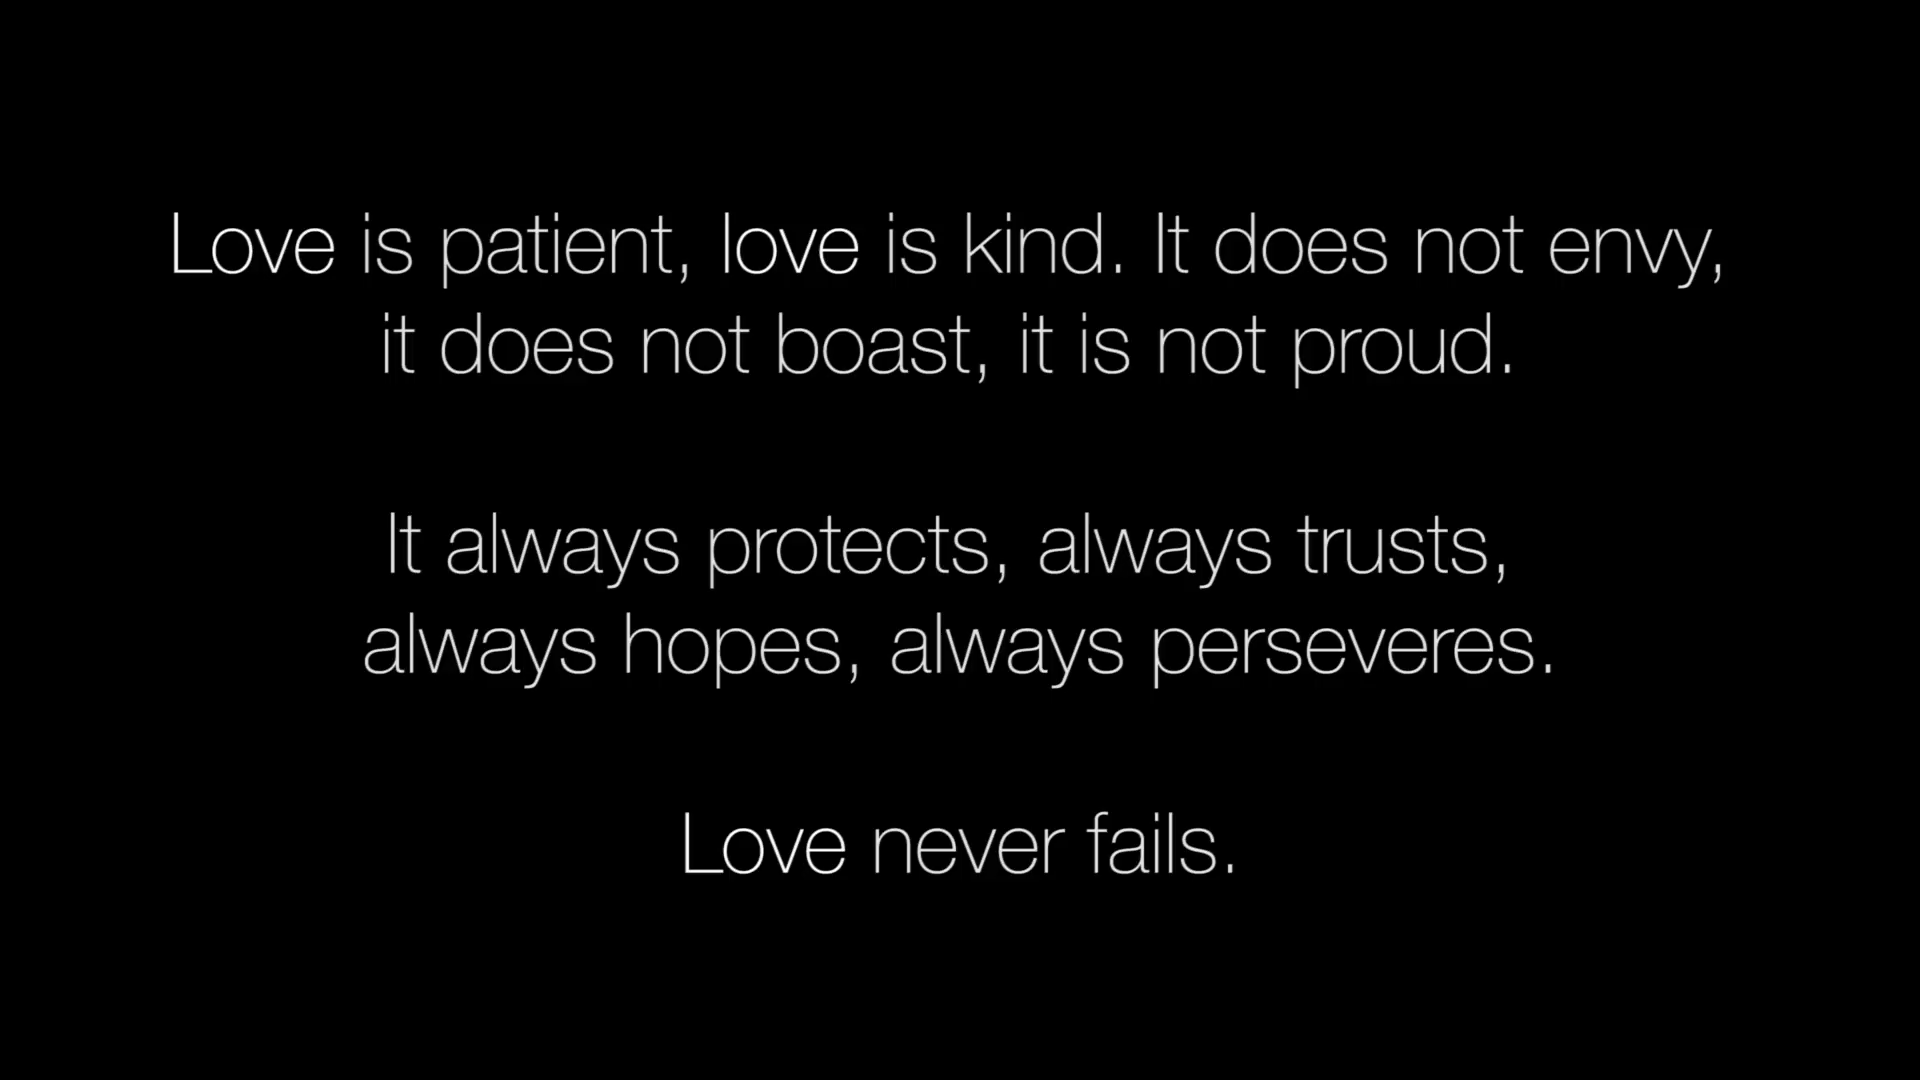 Love is patient, love is kind. It does not envy,
it does not boast, it is not proud.
It always protects, always trusts,
always hopes, always perseveres.
Love never fails.